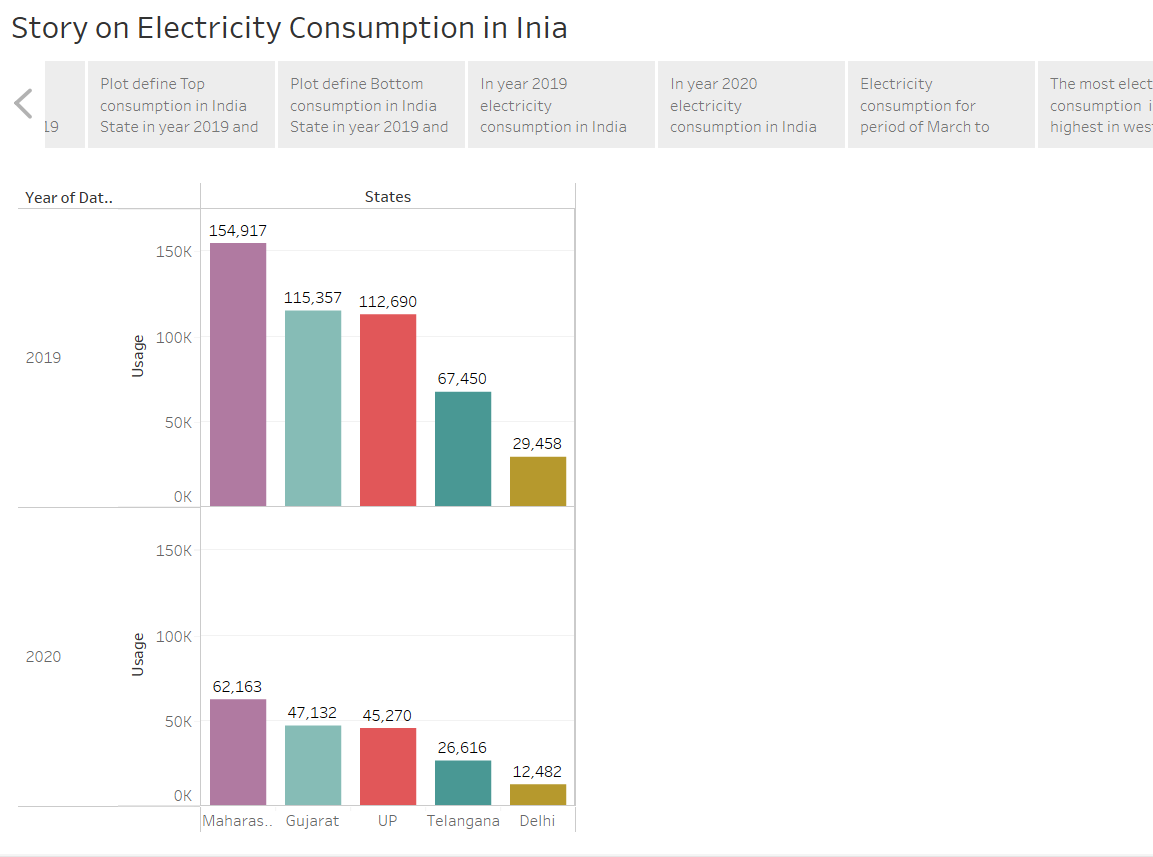 Story on Electricity Consumption in Inia
19
Plot define Top
consumption in India
State in year 2019 and
Plot define Bottom
consumption in India
State in year 2019 and
In year 2019
electricity
consumption in India
In year 2020
electricity
consumption in India
Electricity
consumption for
period of March to
The most elect
consumption i
highest in wes
Year of Dat..
States
2019
Usage
150K
100K
50K
0K
154,917
115,357
112,690
67,450
29,458
2020
Usage
150K
100K
50K
0K
62,163
47,132
45,270
26,616
12,482
Maharas..
Gujarat
UP
Telangana
Delhi